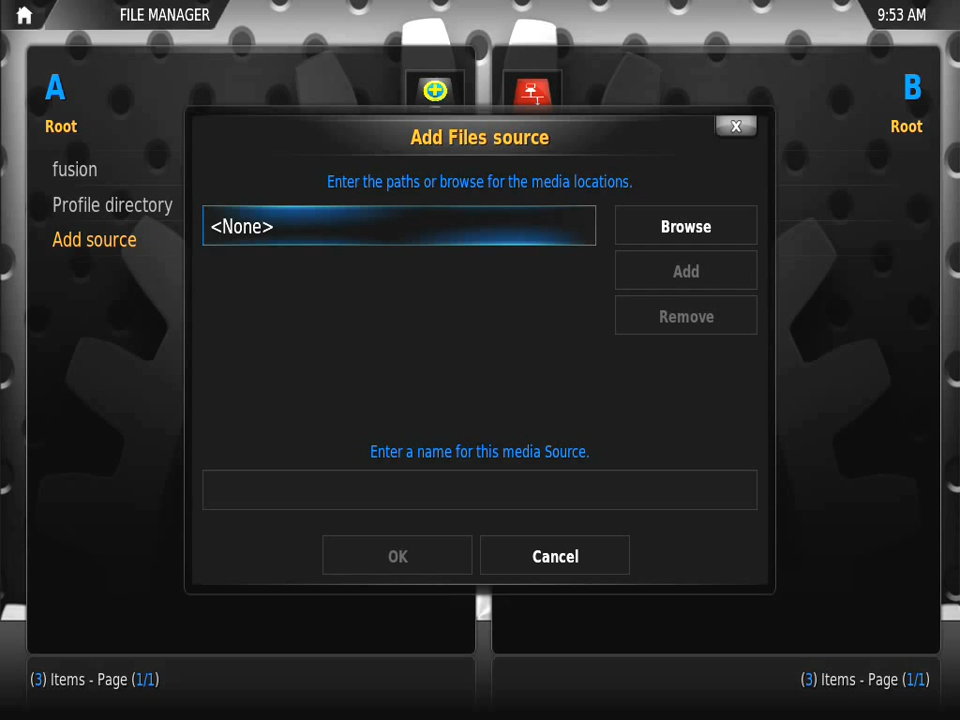 FILE MANAGER
9:53 AM
A
B
Root
Root
fusion
Profile directory
Add source
Add Files source
X
Enter the paths or browse for the media locations.
<None>
Browse
Add
Remove
Enter a name for this media Source.
OK
Cancel
(3) Items - Page (1/1)
(3) Items - Page (1/1)